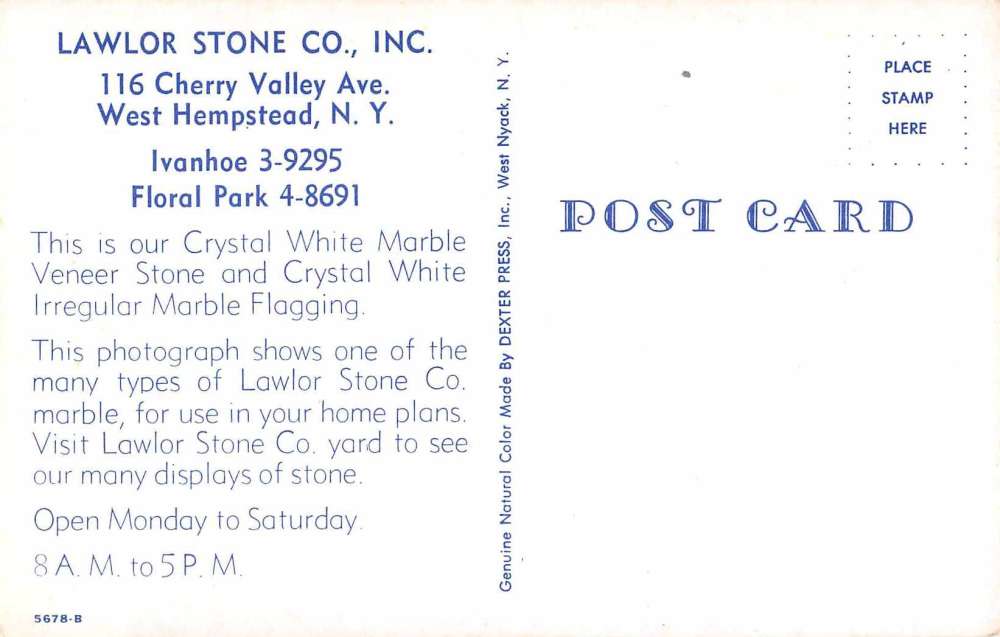 LAWLOR STONE CO., INC.
116 Cherry Valley Ave.
West Hempstead, N. Y.
Ivanhoe 3-9295
Floral Park 4-8691
This is our Crystal White Marble
Veneer Stone and Crystal White
Irregular Marble Flagging.
This photograph shows one of the
many types of Lawlor Stone Co.
marble, for use in your home plans.
Visit Lawlor Stone Co. yard to see
our many displays of stone.
Open Monday to Saturday.
8 A. M. to 5 P. M.
5678-B
Genuine Natural Color Made By DEXTER PRESS, Inc., West Nyack, N. Y.
PLACE
STAMP
HERE
POST CARD